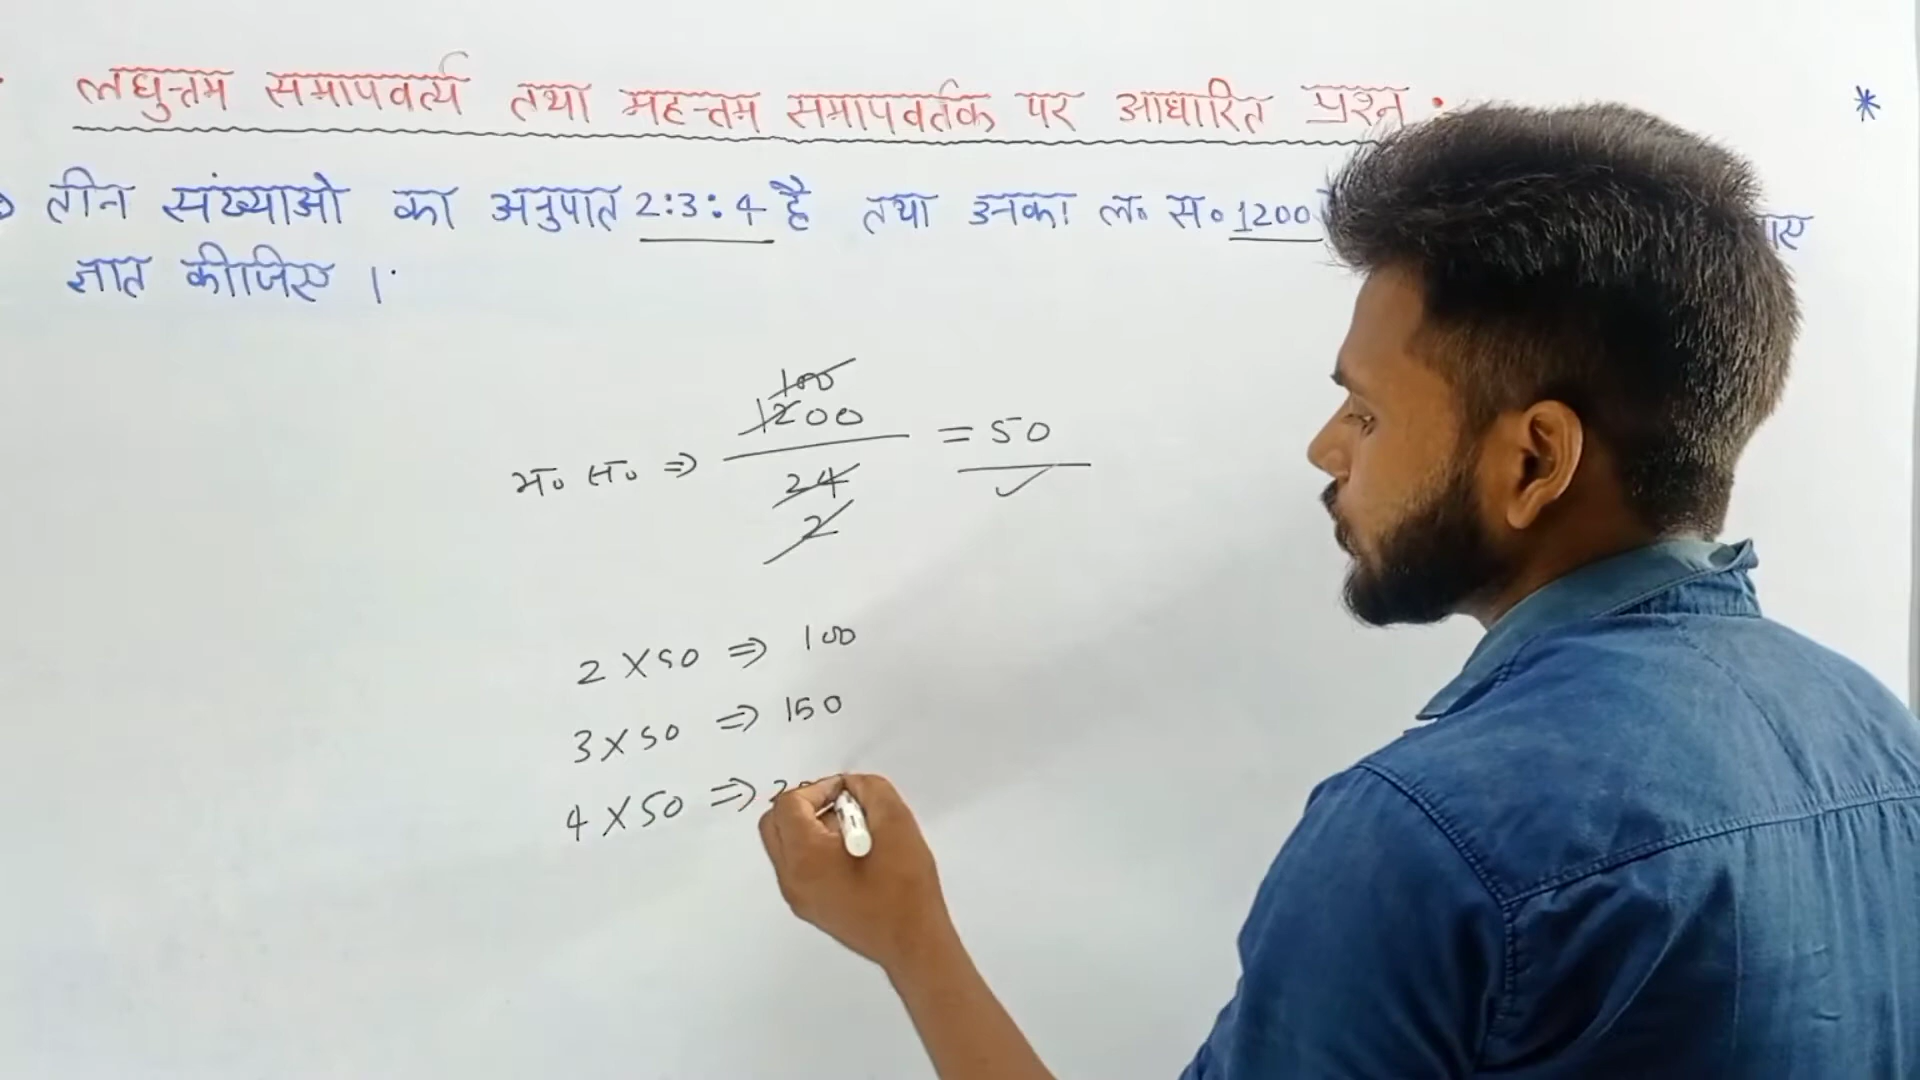 लघुत्तम समापवर्त्य तथा महत्तम समापवर्तक पर आधारित प्रश्न :
तीन संख्याओ का अनुपात 2:3:4 है तथा उनका ल० स० 1200
ज्ञात कीजिए ।
100
1200
म० स० ⇒ = 50
24
2
2 × 50 ⇒ 100
3 × 50 ⇒ 150
4 × 50 ⇒